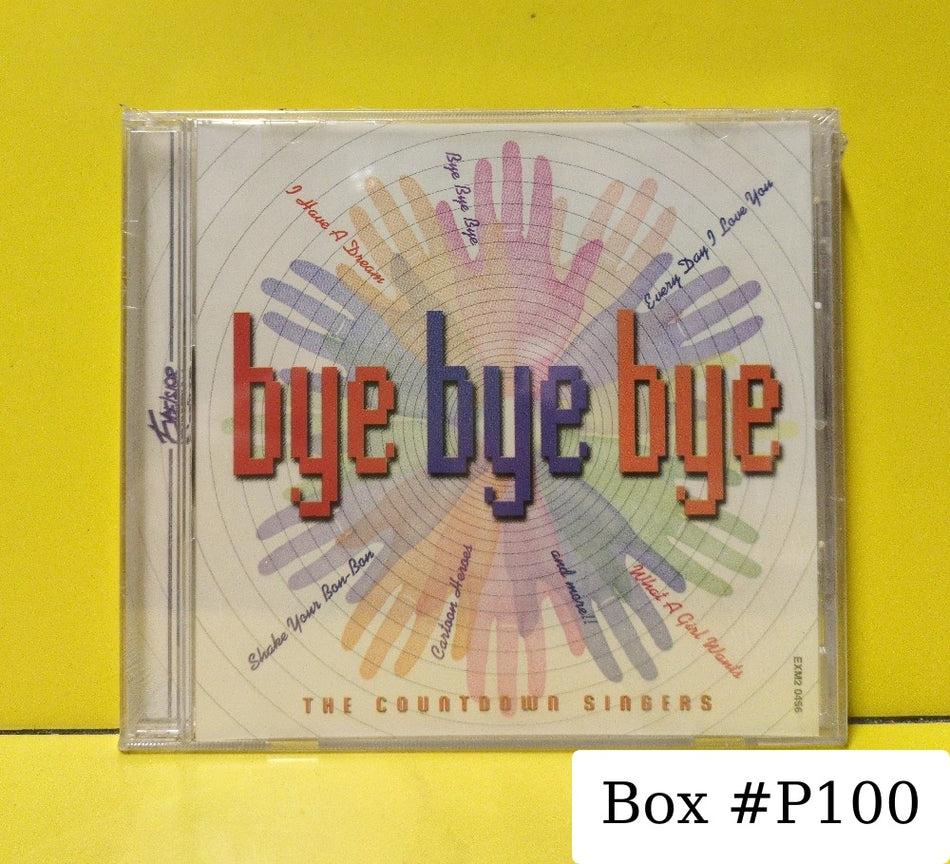 Bye Bye Bye
I Have A Dream
Every Day I Love You
bye bye bye
Shake Your Bon-Bon
Cartoon Heroes
and more!!
What A Girl Wants
EXM2 0456
THE COUNTDOWN SINGERS
Box #P100